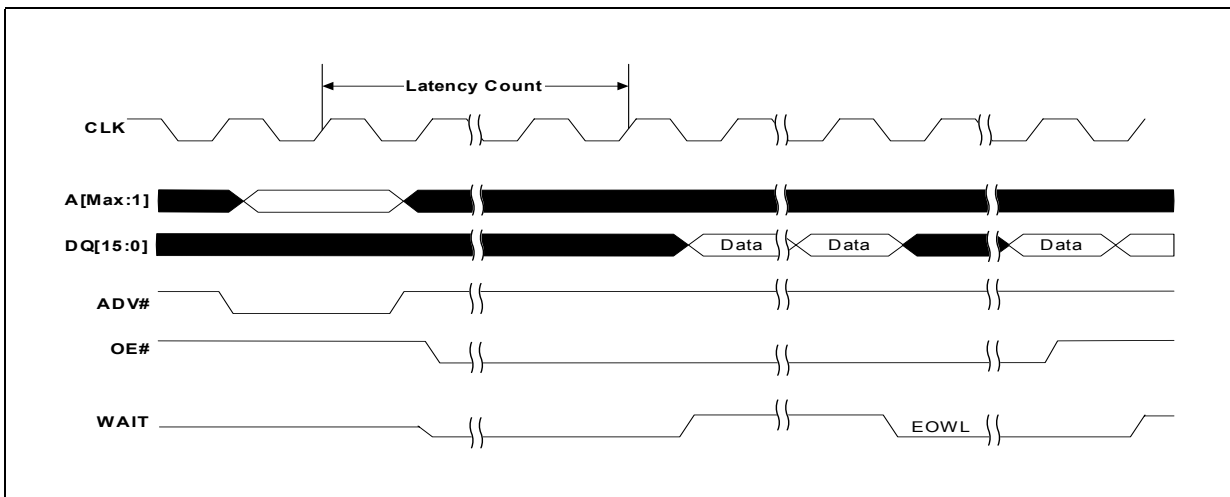 Latency Count
CLK
A[Max:1]
DQ[15:0] Data Data Data
ADV#
OE#
WAIT EOWL